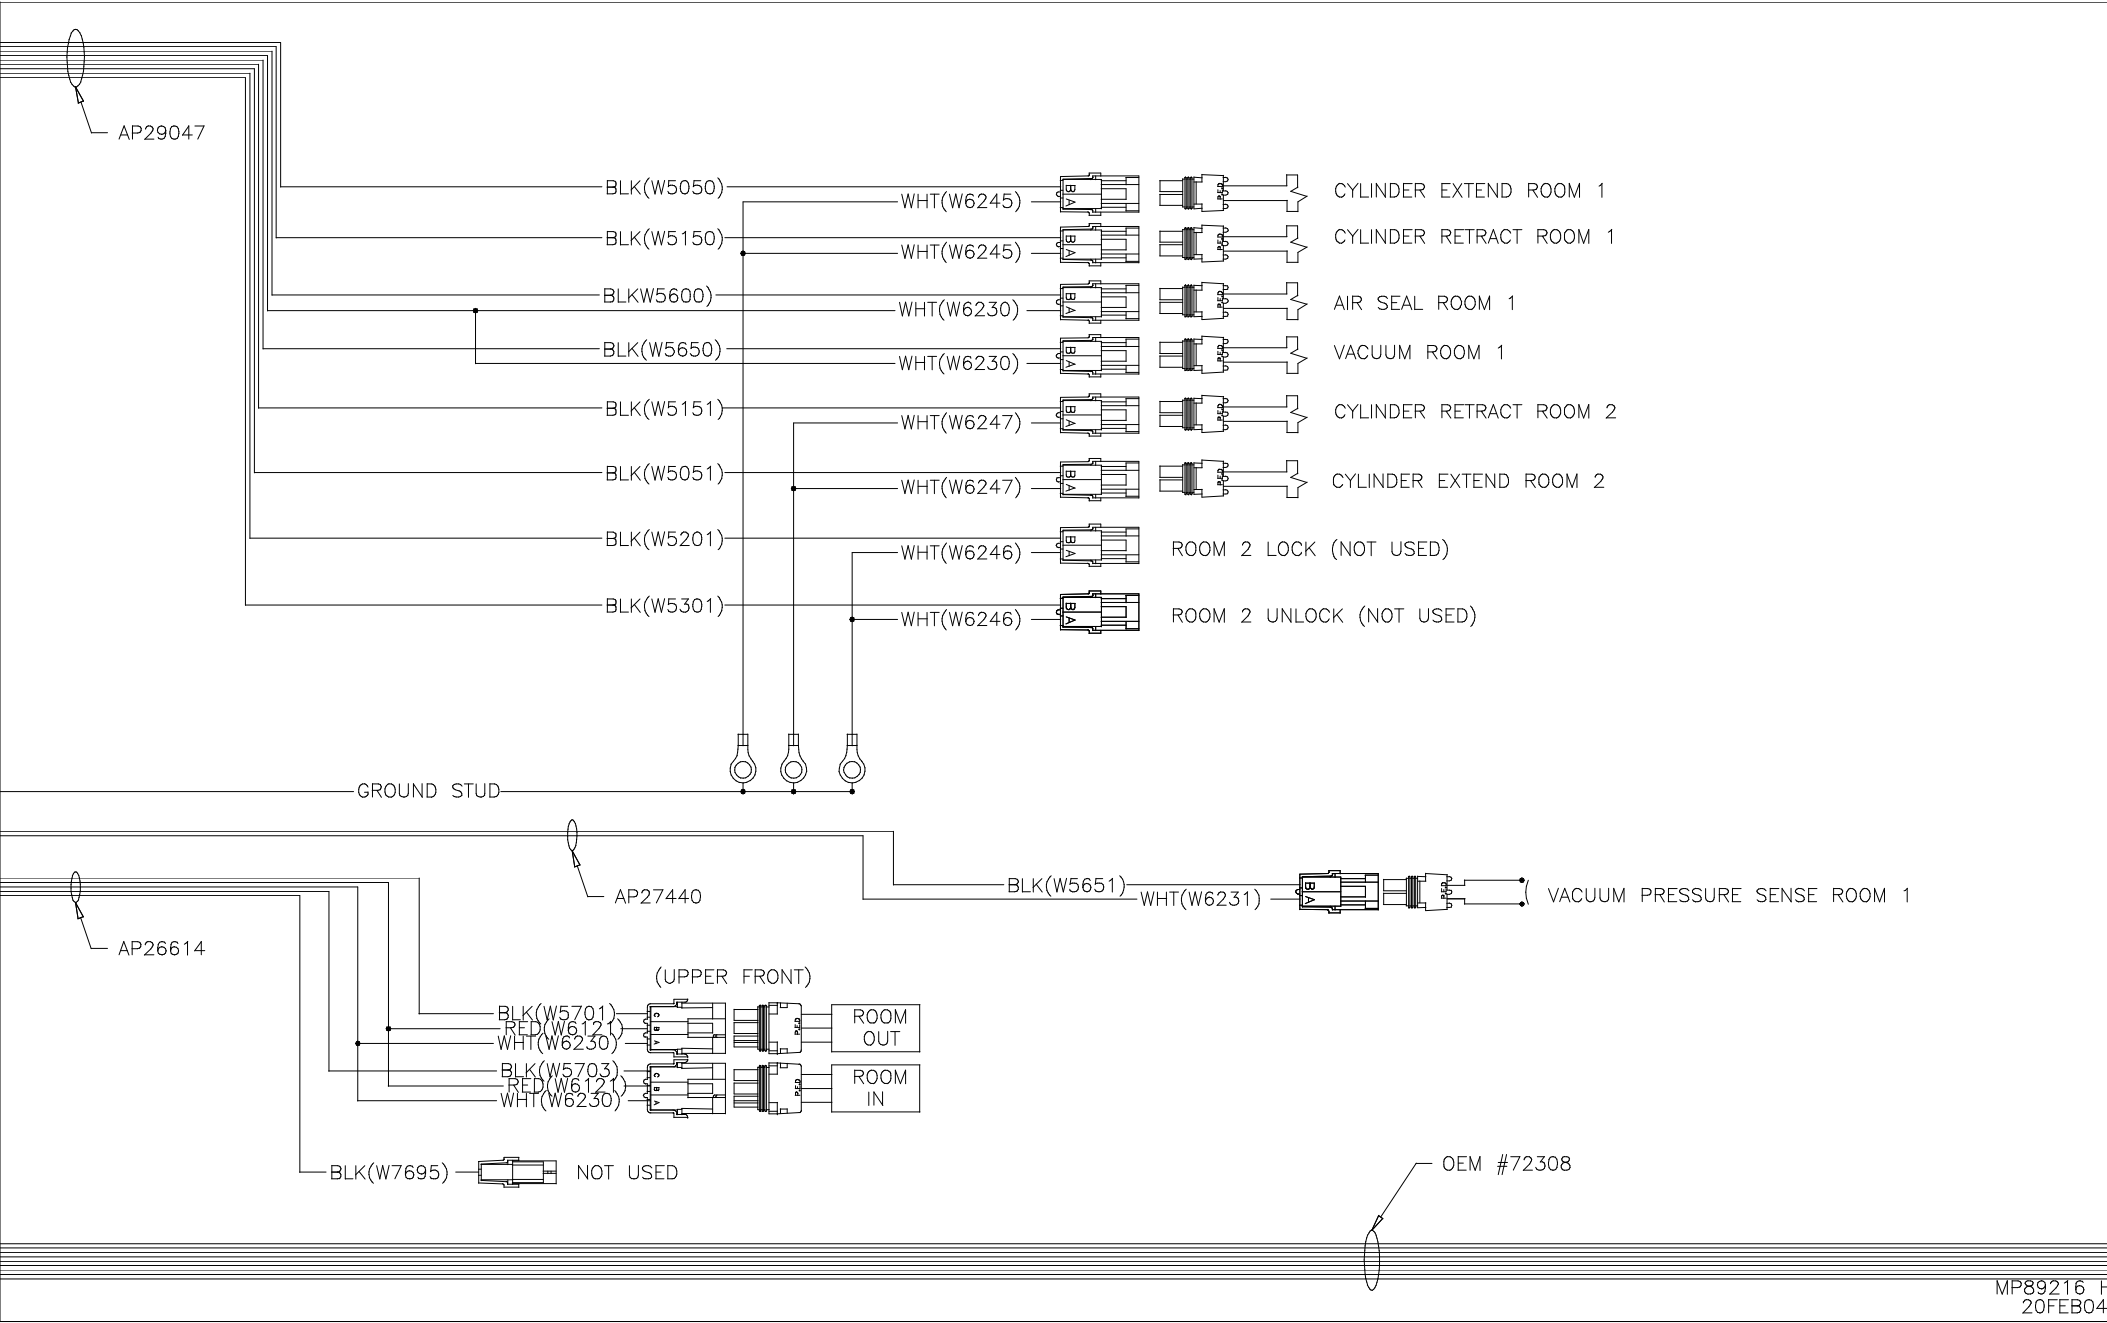 AP29047
BLK(W5050)
WHT(W6245)
B
A
P.E.D
CYLINDER EXTEND ROOM 1
BLK(W5150)
WHT(W6245)
B
A
P.E.D
CYLINDER RETRACT ROOM 1
BLKW5600)
WHT(W6230)
B
A
P.E.D
AIR SEAL ROOM 1
BLK(W5650)
WHT(W6230)
B
A
P.E.D
VACUUM ROOM 1
BLK(W5151)
WHT(W6247)
B
A
P.E.D
CYLINDER RETRACT ROOM 2
BLK(W5051)
WHT(W6247)
B
A
P.E.D
CYLINDER EXTEND ROOM 2
BLK(W5201)
WHT(W6246)
B
A
ROOM 2 LOCK (NOT USED)
BLK(W5301)
WHT(W6246)
B
A
ROOM 2 UNLOCK (NOT USED)
GROUND STUD
AP27440
BLK(W5651)
WHT(W6231)
B
A
P.E.D
VACUUM PRESSURE SENSE ROOM 1
AP26614
(UPPER FRONT)
BLK(W5701)
RED(W6121)
WHT(W6230)
C
B
A
P.E.D
ROOM
OUT
BLK(W5703)
RED(W6121)
WHT(W6230)
C
B
A
P.E.D
ROOM
IN
BLK(W7695)
NOT USED
OEM #72308
MP89216 H
20FEB04